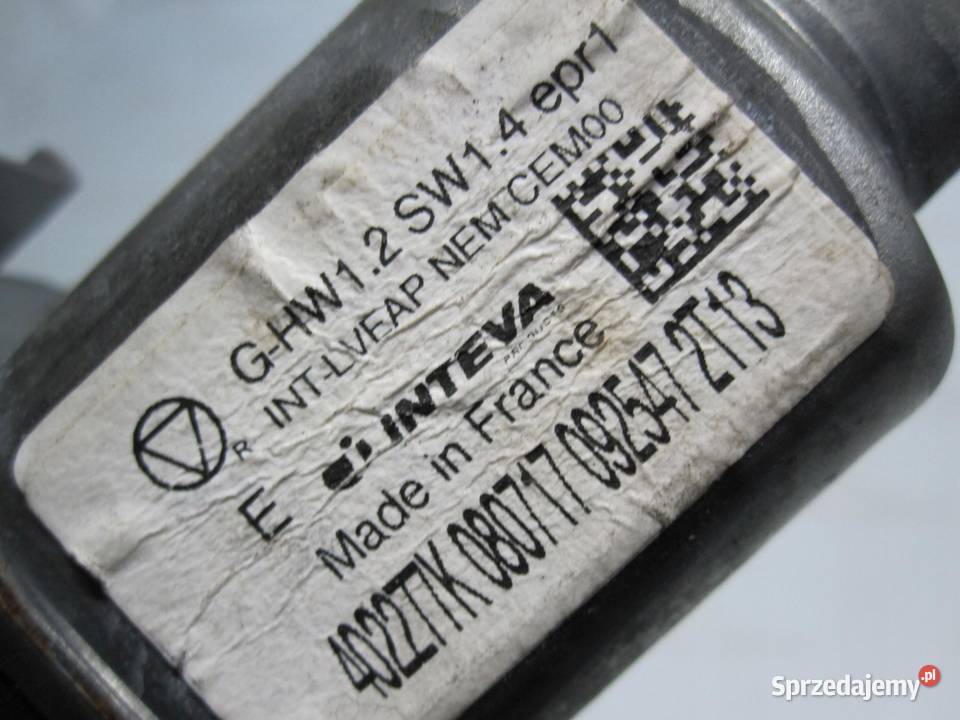 G-HW1.2 SW1.4 epr1
R INT-LVEAP NEM CEM00
E INTEVA
PRODUCTS
Made in France
402277K 080717 092547 2T13
Sprzedajemy.pl